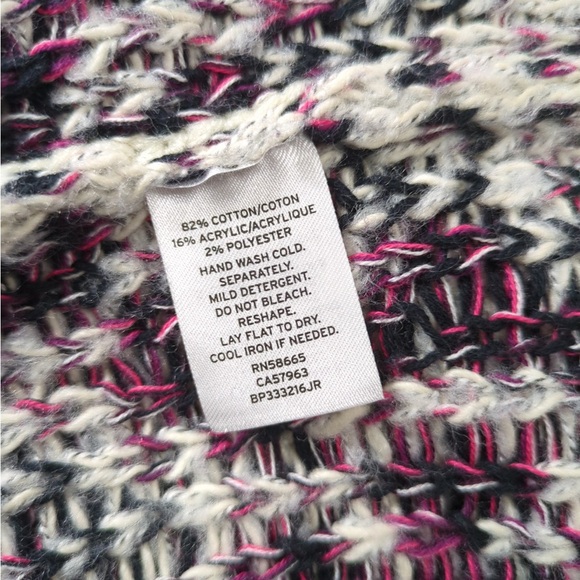 82% COTTON/COTON
16% ACRYLIC/ACRYLIQUE
2% POLYESTER
HAND WASH COLD.
SEPARATELY.
MILD DETERGENT.
DO NOT BLEACH.
RESHAPE.
LAY FLAT TO DRY.
COOL IRON IF NEEDED.
RN58665
CA57963
BP333216JR